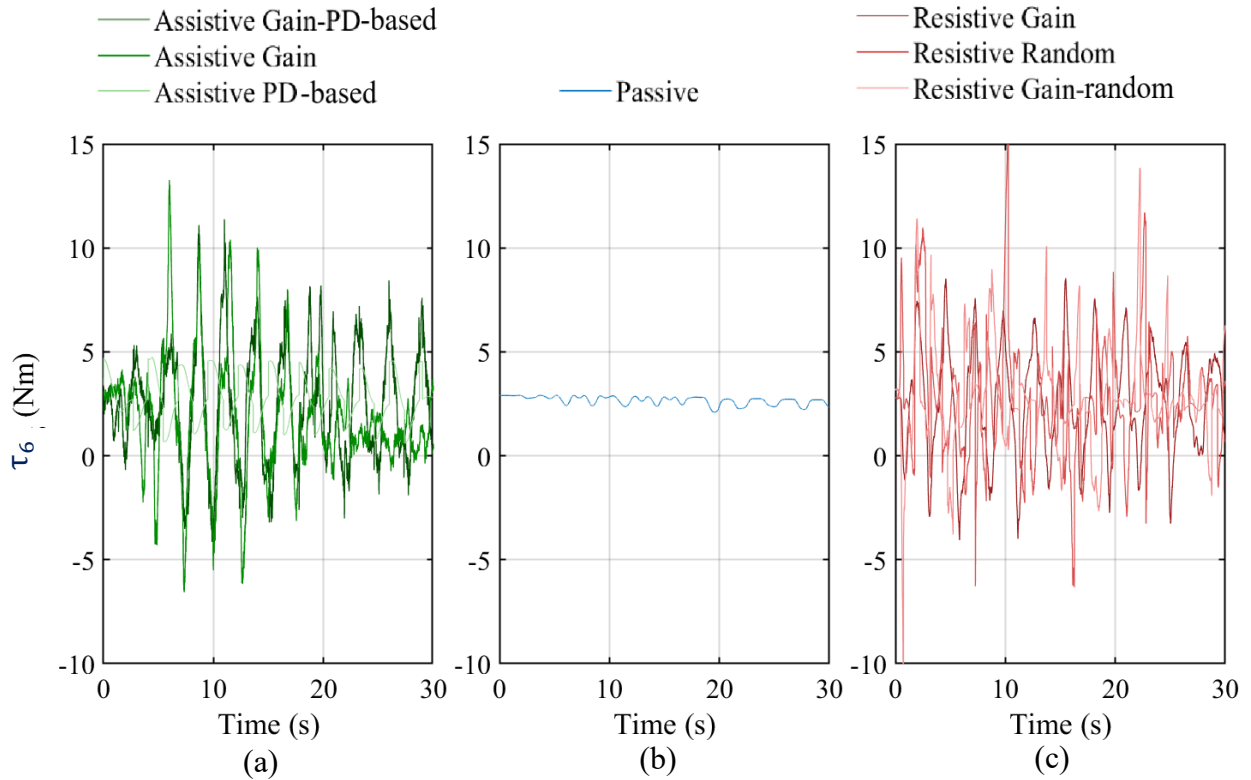 Assistive Gain-PD-based
Assistive Gain
Assistive PD-based
Passive
Resistive Gain
Resistive Random
Resistive Gain-random
τ6 (Nm)
15
10
5
0
-5
-10
0
10
20
30
Time (s)
(a)
15
10
5
0
-5
-10
0
10
20
30
Time (s)
(b)
15
10
5
0
-5
-10
0
10
20
30
Time (s)
(c)